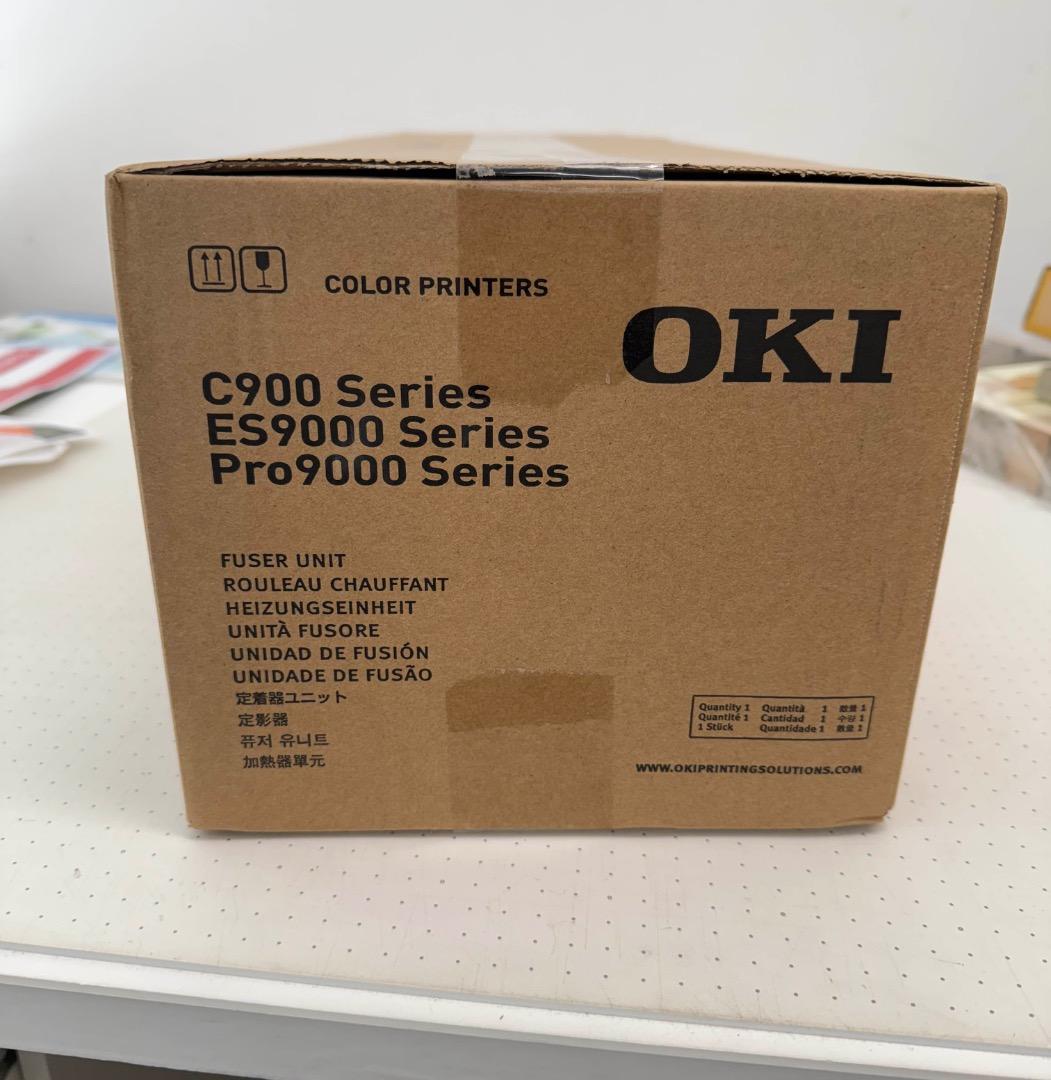 COLOR PRINTERS
OKI
C900 Series
ES9000 Series
Pro9000 Series
FUSER UNIT
ROULEAU CHAUFFANT
HEIZUNGSEINHEIT
UNITÀ FUSORE
UNIDAD DE FUSIÓN
UNIDADE DE FUSÃO
定着器ユニット
定影器
퓨저 유니트
加熱器單元
Quantity 1 Quantità 1 数量 1
Quantité 1 Cantidad 1 수량 1
1 Stück Quantidade 1 數量 1
WWW.OKIPRINTINGSOLUTIONS.COM